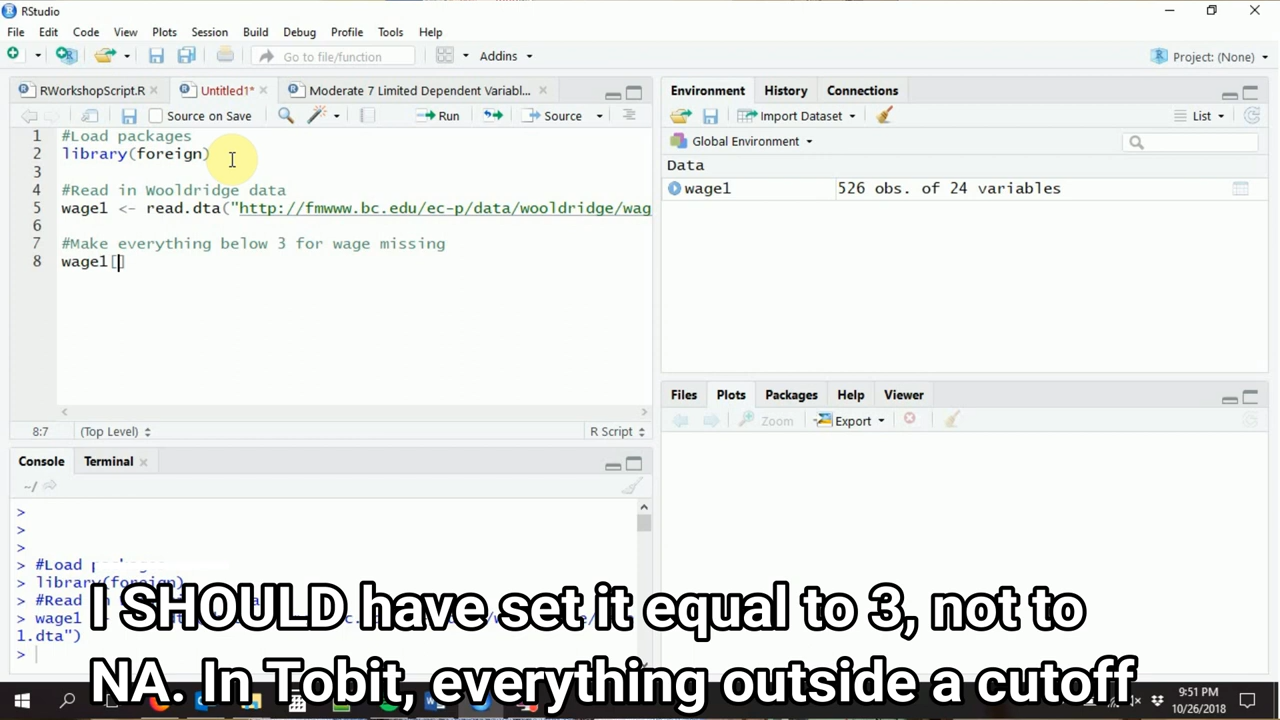 RStudio
File Edit Code View Plots Session Build Debug Profile Tools Help
Go to file/function Addins Project: (None)
RWorkshopScript.R Untitled1* Moderate 7 Limited Dependent Variabl...
Source on Save Run Source
1 #Load packages
2 library(foreign)
3
4 #Read in Wooldridge data
5 wage1 <- read.dta("http://fmwww.bc.edu/ec-p/data/wooldridge/wag
6
7 #Make everything below 3 for wage missing
8 wage1[]
8:7 (Top Level) R Script
Console Terminal
~/
>
>
>
> #Load
> library(foreign)
> #Read
> wage1
1.dta")
>
Environment History Connections
Import Dataset List
Global Environment
Data
wage1 526 obs. of 24 variables
Files Plots Packages Help Viewer
Zoom Export
I SHOULD have set it equal to 3, not to
NA. In Tobit, everything outside a cutoff
9:51 PM
10/26/2018